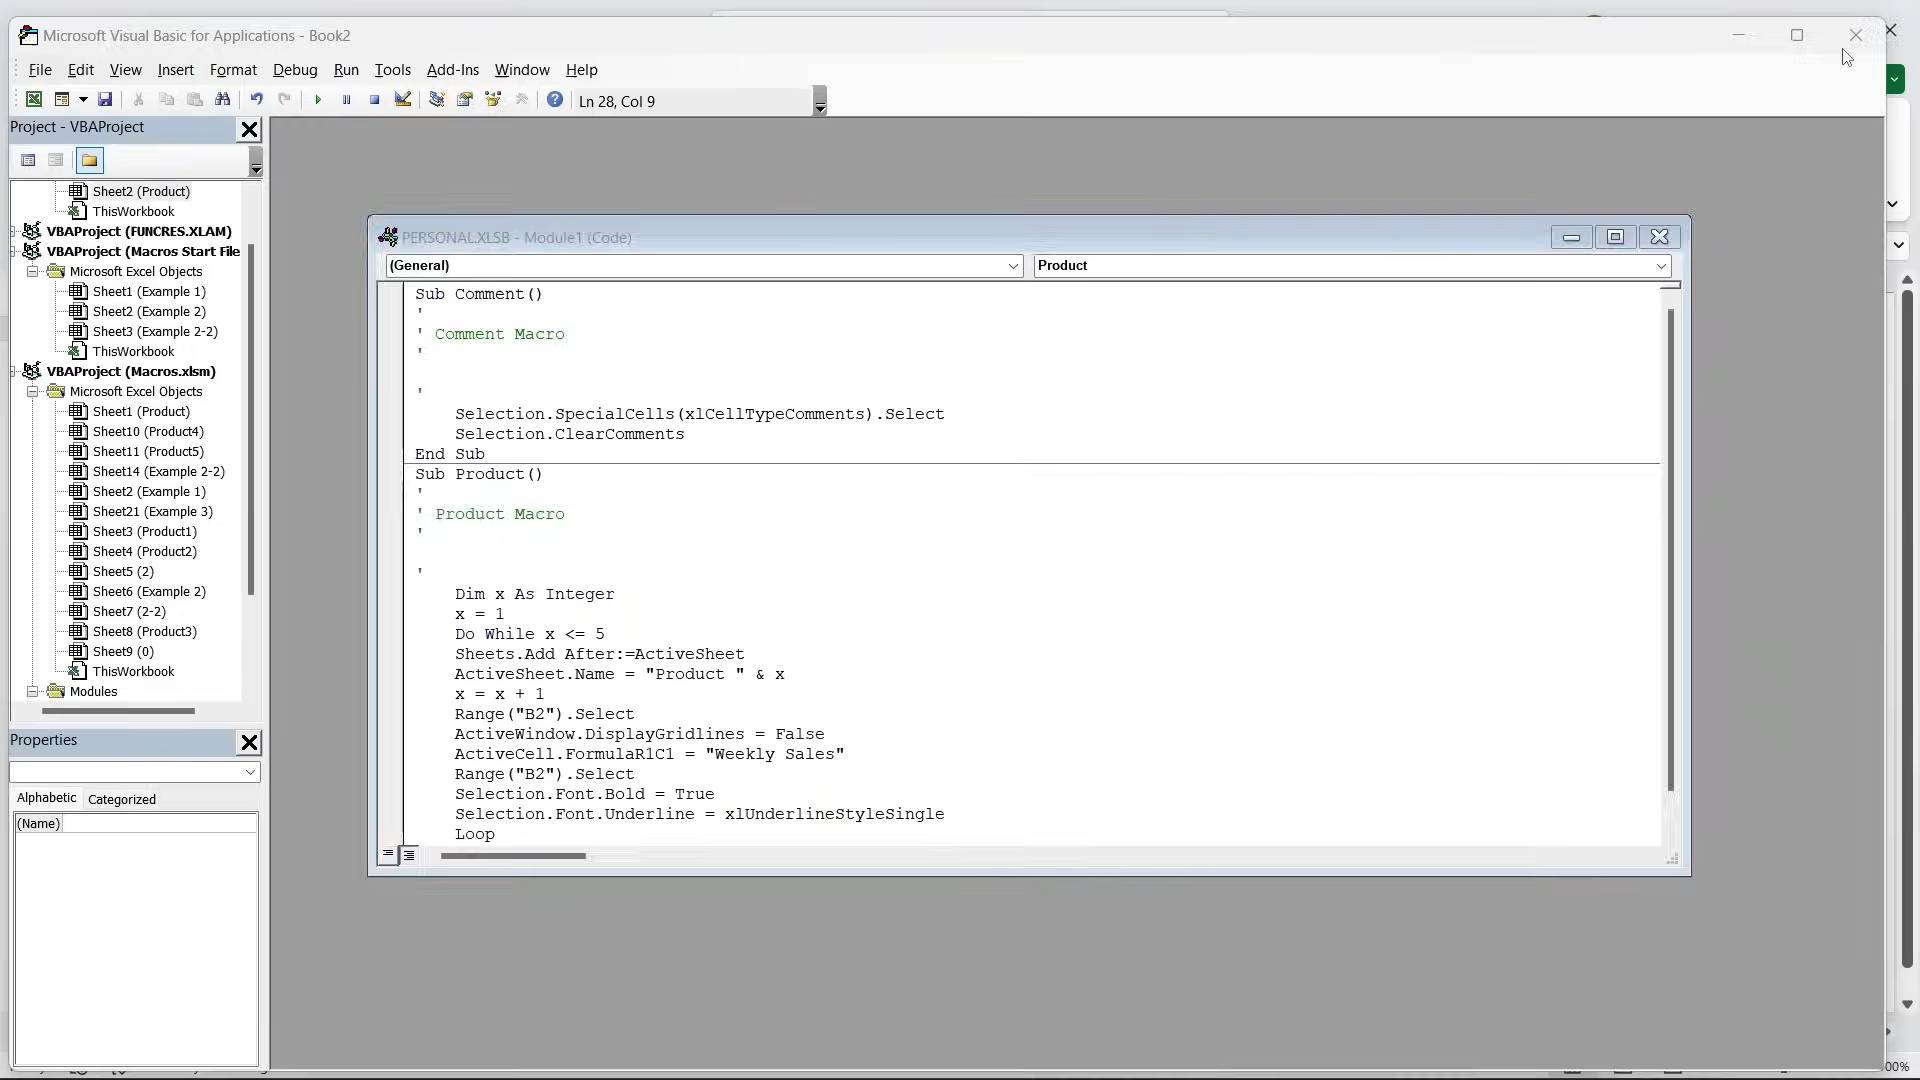 Microsoft Visual Basic for Applications - Book2
File Edit View Insert Format Debug Run Tools Add-Ins Window Help
Ln 28, Col 9
Project - VBAProject
Sheet2 (Product)
ThisWorkbook
VBAProject (FUNCRES.XLAM)
VBAProject (Macros Start File
Microsoft Excel Objects
Sheet1 (Example 1)
Sheet2 (Example 2)
Sheet3 (Example 2-2)
ThisWorkbook
VBAProject (Macros.xlsm)
Microsoft Excel Objects
Sheet1 (Product)
Sheet10 (Product4)
Sheet11 (Product5)
Sheet14 (Example 2-2)
Sheet2 (Example 1)
Sheet21 (Example 3)
Sheet3 (Product1)
Sheet4 (Product2)
Sheet5 (2)
Sheet6 (Example 2)
Sheet7 (2-2)
Sheet8 (Product3)
Sheet9 (0)
ThisWorkbook
Modules
Properties
Alphabetic Categorized
(Name)
PERSONAL.XLSB - Module1 (Code)
(General) Product
Sub Comment()
'
' Comment Macro
'
'
Selection.SpecialCells(xlCellTypeComments).Select
Selection.ClearComments
End Sub
Sub Product()
'
' Product Macro
'
'
Dim x As Integer
x = 1
Do While x <= 5
Sheets.Add After:=ActiveSheet
ActiveSheet.Name = "Product " & x
x = x + 1
Range("B2").Select
ActiveWindow.DisplayGridlines = False
ActiveCell.FormulaR1C1 = "Weekly Sales"
Range("B2").Select
Selection.Font.Bold = True
Selection.Font.Underline = xlUnderlineStyleSingle
Loop